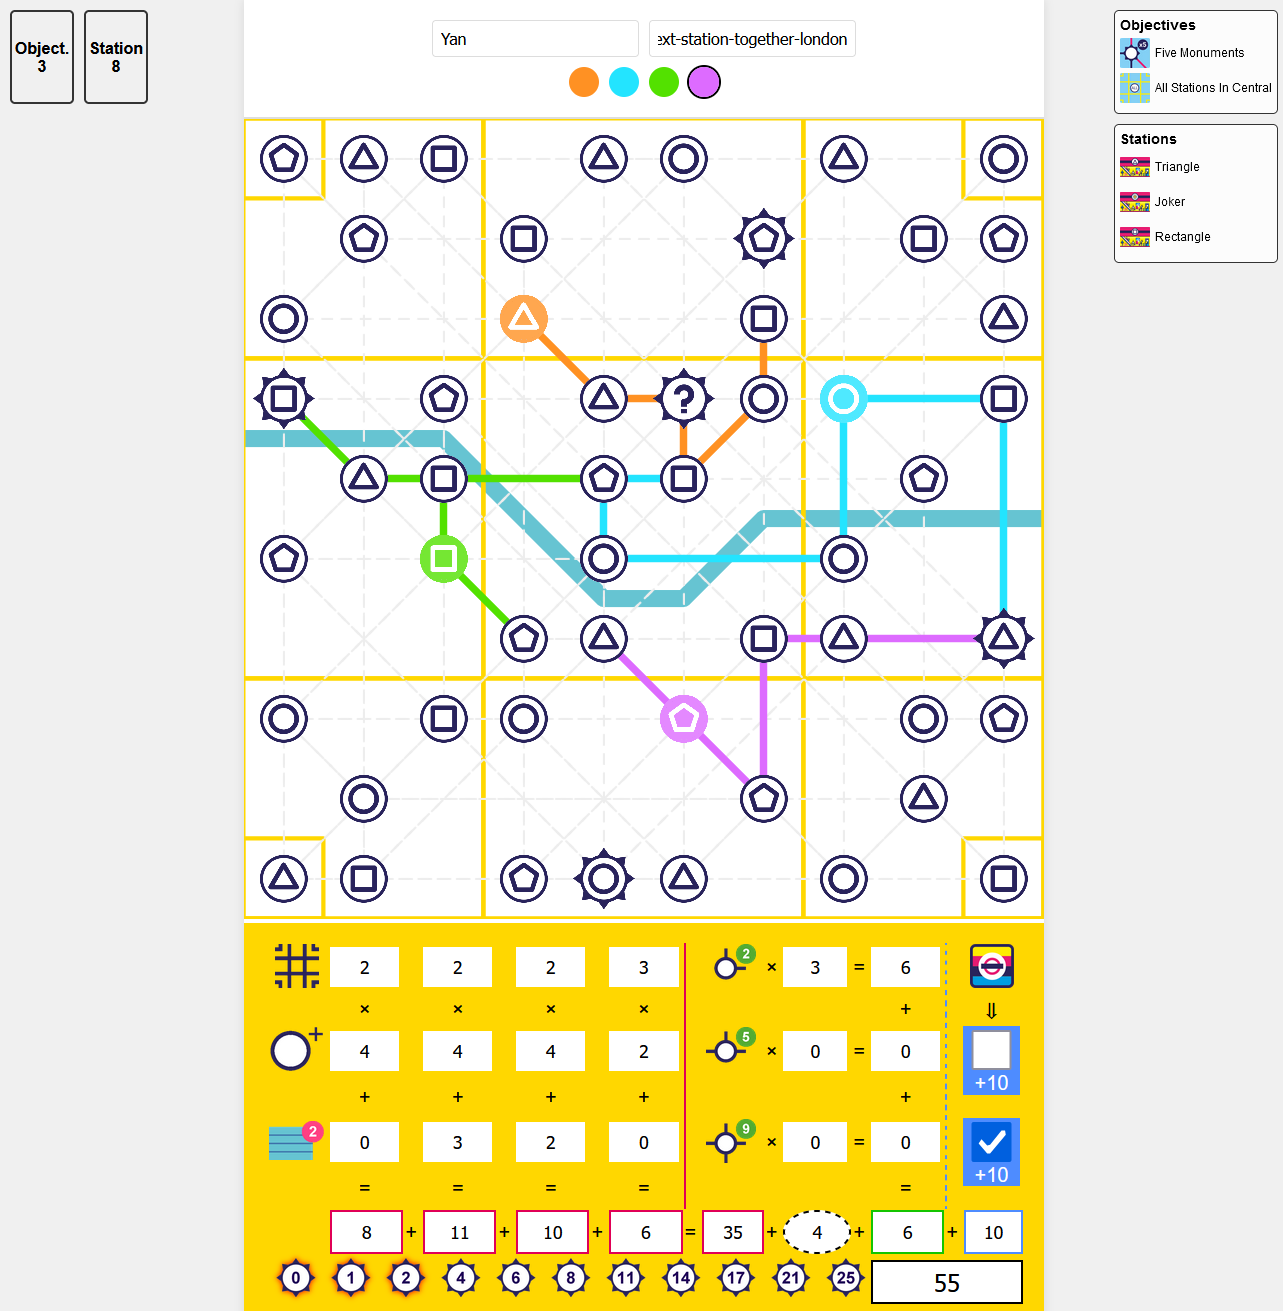 Object.
3
Station
8
Yan
ext-station-together-london
Objectives
Five Monuments
All Stations In Central
Stations
Triangle
Joker
Rectangle
?
2 2 2 3 2 × 3 = 6
× × × × + ⇓
+ 4 4 4 2 5 × 0 = 0 +10
+ + + + +
2 0 3 2 0 9 × 0 = 0 +10
= = = = =
8 + 11 + 10 + 6 = 35 + 4 + 6 + 10
0 1 2 4 6 8 11 14 17 21 25 55